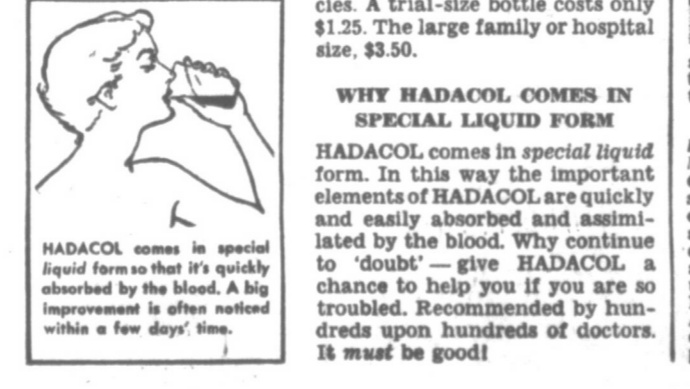 HADACOL comes in special
liquid form so that it's quickly
absorbed by the blood. A big
improvement is often noticed
within a few days' time.
cies. A trial-size bottle costs only
$1.25. The large family or hospital
size, $3.50.
WHY HADACOL COMES IN
SPECIAL LIQUID FORM
HADACOL comes in special liquid
form. In this way the important
elements of HADACOL are quickly
and easily absorbed and assimi-
lated by the blood. Why continue
to 'doubt' — give HADACOL a
chance to help you if you are so
troubled. Recommended by hun-
dreds upon hundreds of doctors.
It must be good!